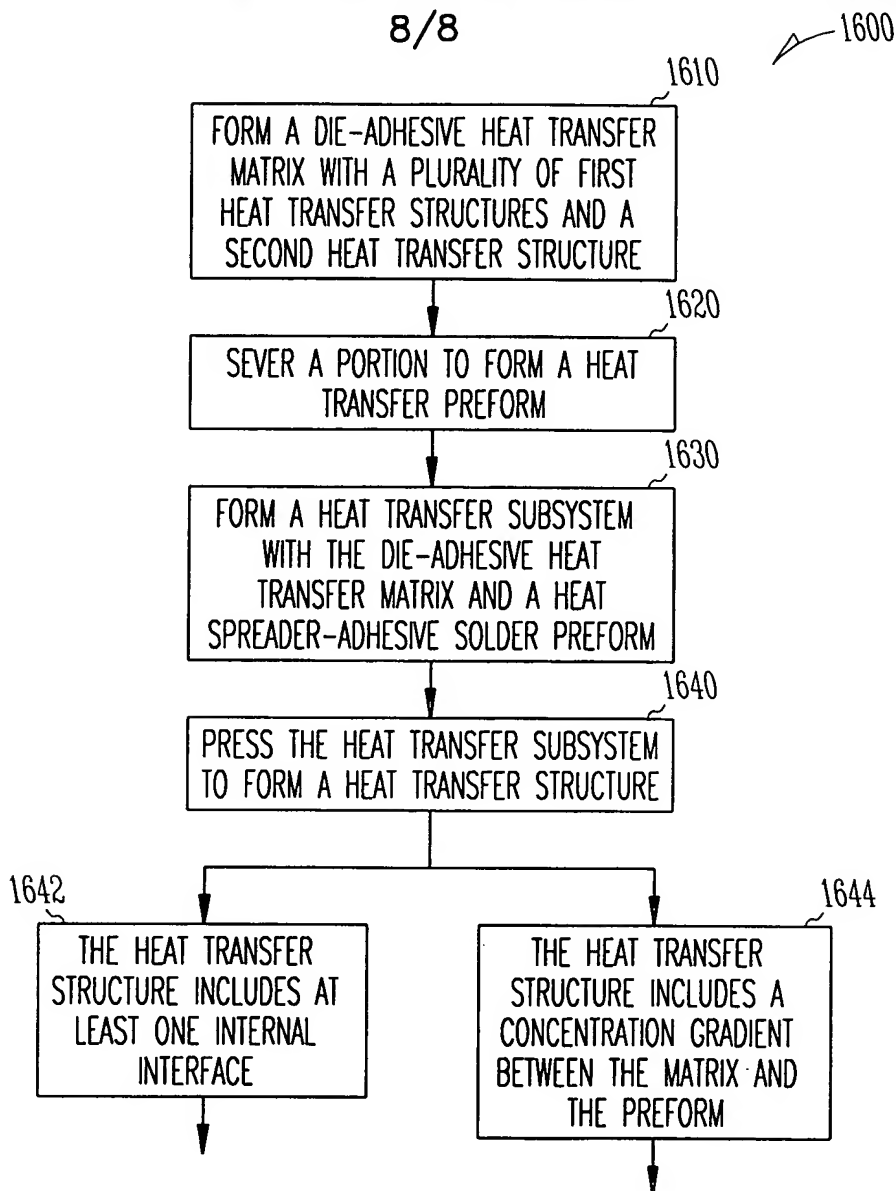 8/8
1600
1610
FORM A DIE-ADHESIVE HEAT TRANSFER
MATRIX WITH A PLURALITY OF FIRST
HEAT TRANSFER STRUCTURES AND A
SECOND HEAT TRANSFER STRUCTURE
1620
SEVER A PORTION TO FORM A HEAT
TRANSFER PREFORM
1630
FORM A HEAT TRANSFER SUBSYSTEM
WITH THE DIE-ADHESIVE HEAT
TRANSFER MATRIX AND A HEAT
SPREADER-ADHESIVE SOLDER PREFORM
1640
PRESS THE HEAT TRANSFER SUBSYSTEM
TO FORM A HEAT TRANSFER STRUCTURE
1642
THE HEAT TRANSFER
STRUCTURE INCLUDES AT
LEAST ONE INTERNAL
INTERFACE
1644
THE HEAT TRANSFER
STRUCTURE INCLUDES A
CONCENTRATION GRADIENT
BETWEEN THE MATRIX AND
THE PREFORM